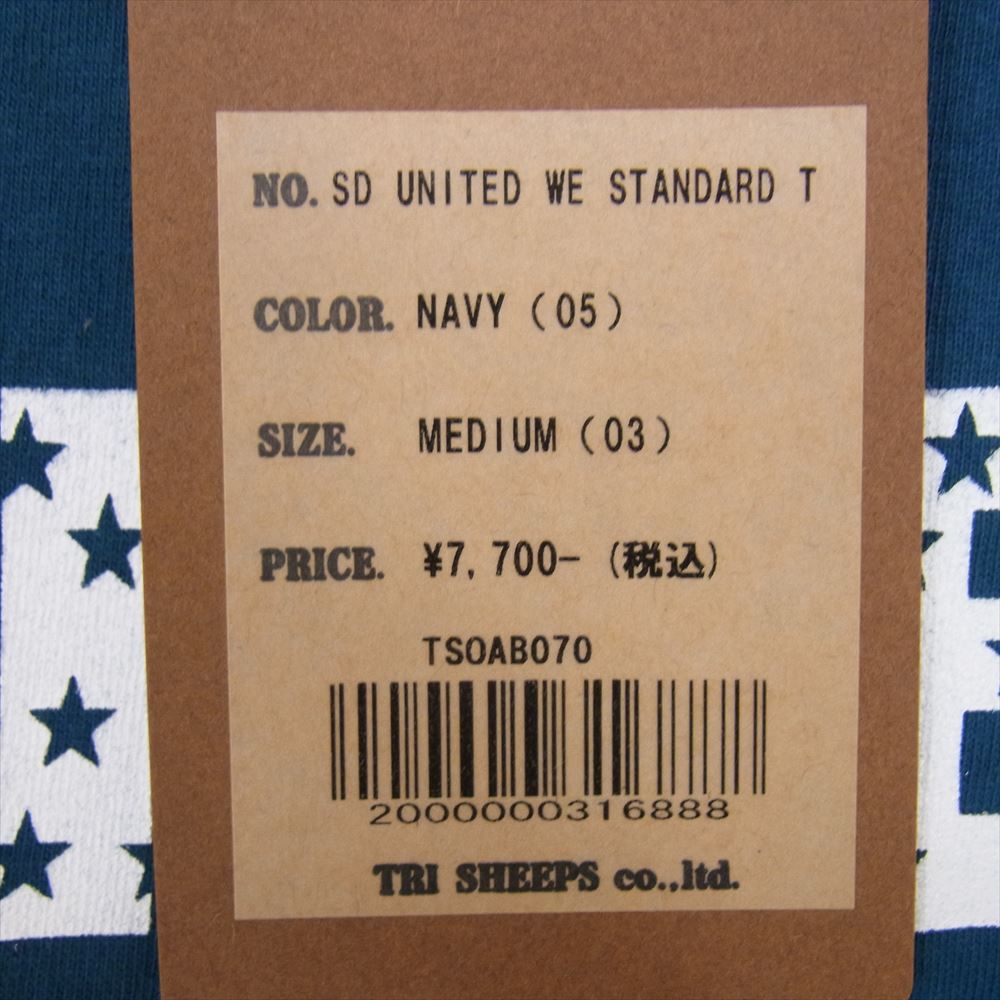 NO. SD UNITED WE STANDARD T
COLOR. NAVY (05)
SIZE. MEDIUM (03)
PRICE. ¥7,700- (税込)
TSOAB070
2000000316888
TRI SHEEPS co.,ltd.